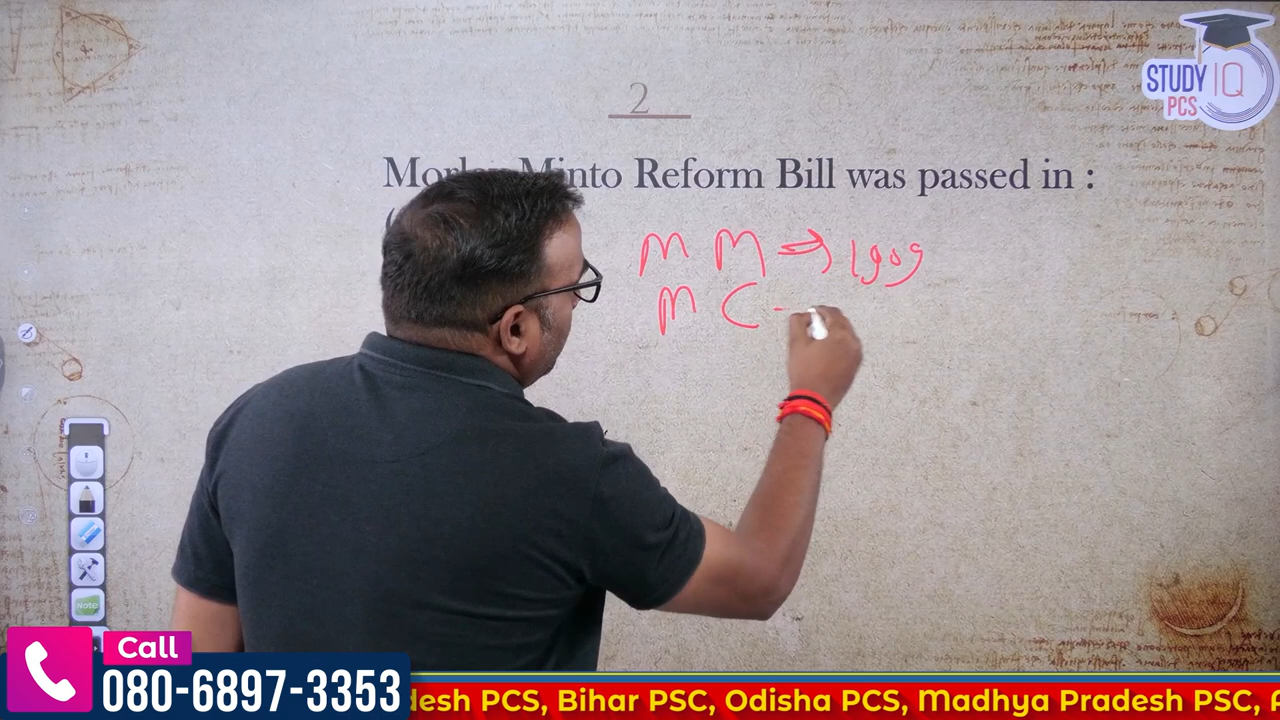 2
STUDY IQ
PCS
Minto Reform Bill was passed in :
M M ⇒ 1909
M C -
Note
Call
080-6897-3353
desh PCS, Bihar PSC, Odisha PCS, Madhya Pradesh PSC,